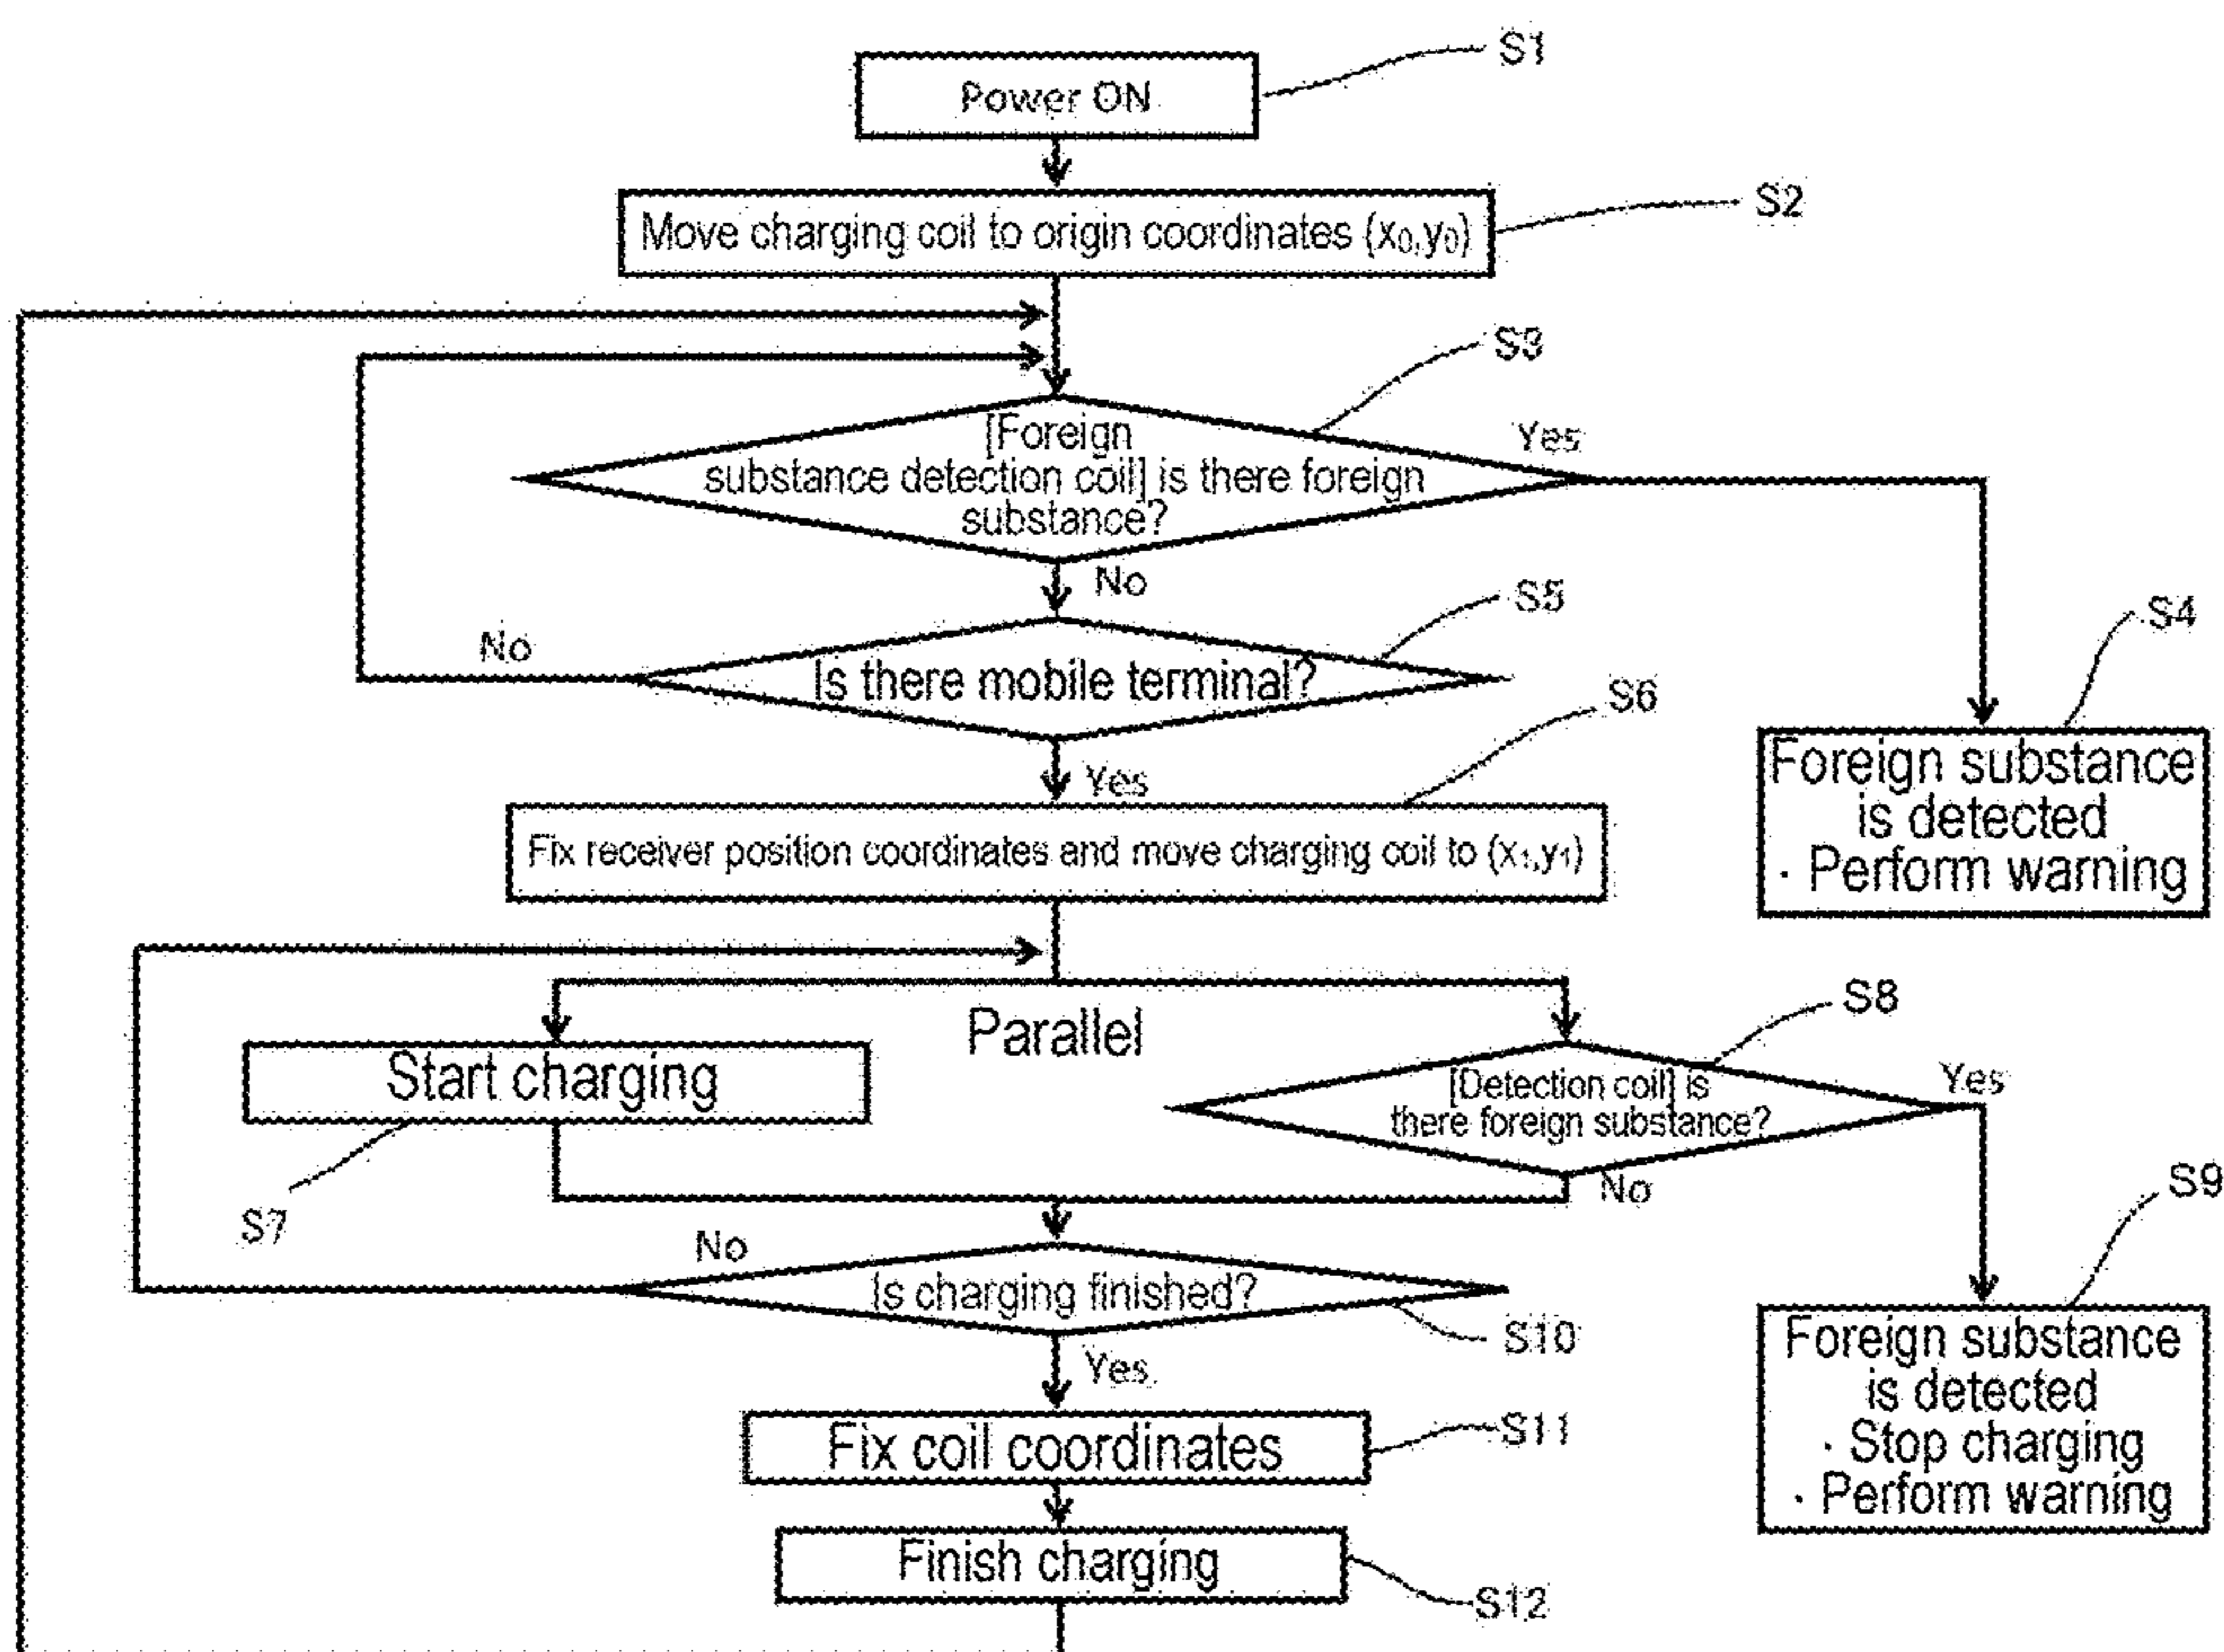 S1
Power ON
S2
Move charging coil to origin coordinates (x₀,y₀)
S3
[Foreign
substance detection coil] is there foreign
substance?
Yes
No
S5
S4
No
Is there mobile terminal?
S6
Yes
Foreign substance
is detected
· Perform warning
Fix receiver position coordinates and move charging coil to (x₁,y₁)
Parallel
S8
Start charging
[Detection coil] is
there foreign substance?
Yes
No
S7
S9
No
Is charging finished?
S10
Yes
Foreign substance
is detected
· Stop charging
· Perform warning
Fix coil coordinates
S11
Finish charging
S12